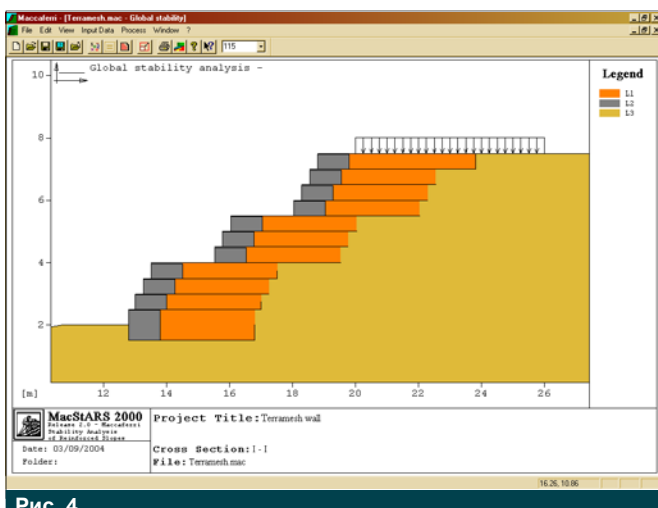 Maccaferri - [Terramesh.mac - Global stability]
File Edit View Input Data Process Window ?
115
Global stability analysis -
Legend
L1
L2
L3
10
8
6
4
2
[m] 12 14 16 18 20 22 24 26
MacStARS 2000
Release 2.0 - Maccaferri
Stability Analysis
of Reinforced Slopes
Date: 03/09/2004
Folder:
Project Title: Terramesh wall
Cross Section: I - I
File: Terramesh.mac
16.26, 10.86
Рис. 4